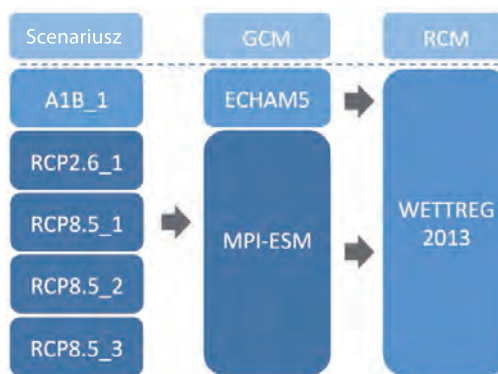 Scenariusz
GCM
RCM
A1B_1
ECHAM5
RCP2.6_1
RCP8.5_1
RCP8.5_2
RCP8.5_3
MPI-ESM
WETTREG
2013